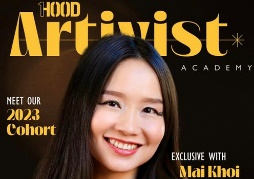 1HOOD
Artivist
ACADEMY
MEET OUR
2023
Cohort
EXCLUSIVE WITH
Mai Khoi